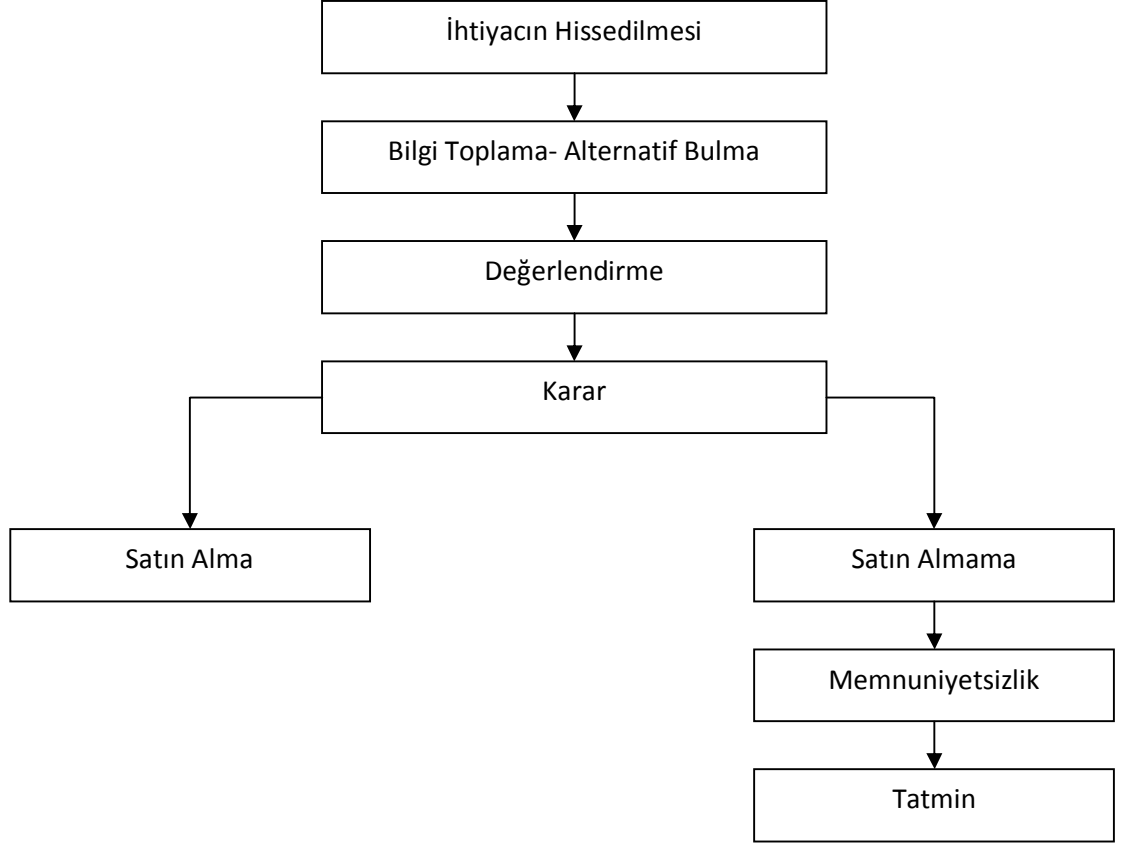 İhtiyacın Hissedilmesi
Bilgi Toplama- Alternatif Bulma
Değerlendirme
Karar
Satın Alma
Satın Almama
Memnuniyetsizlik
Tatmin